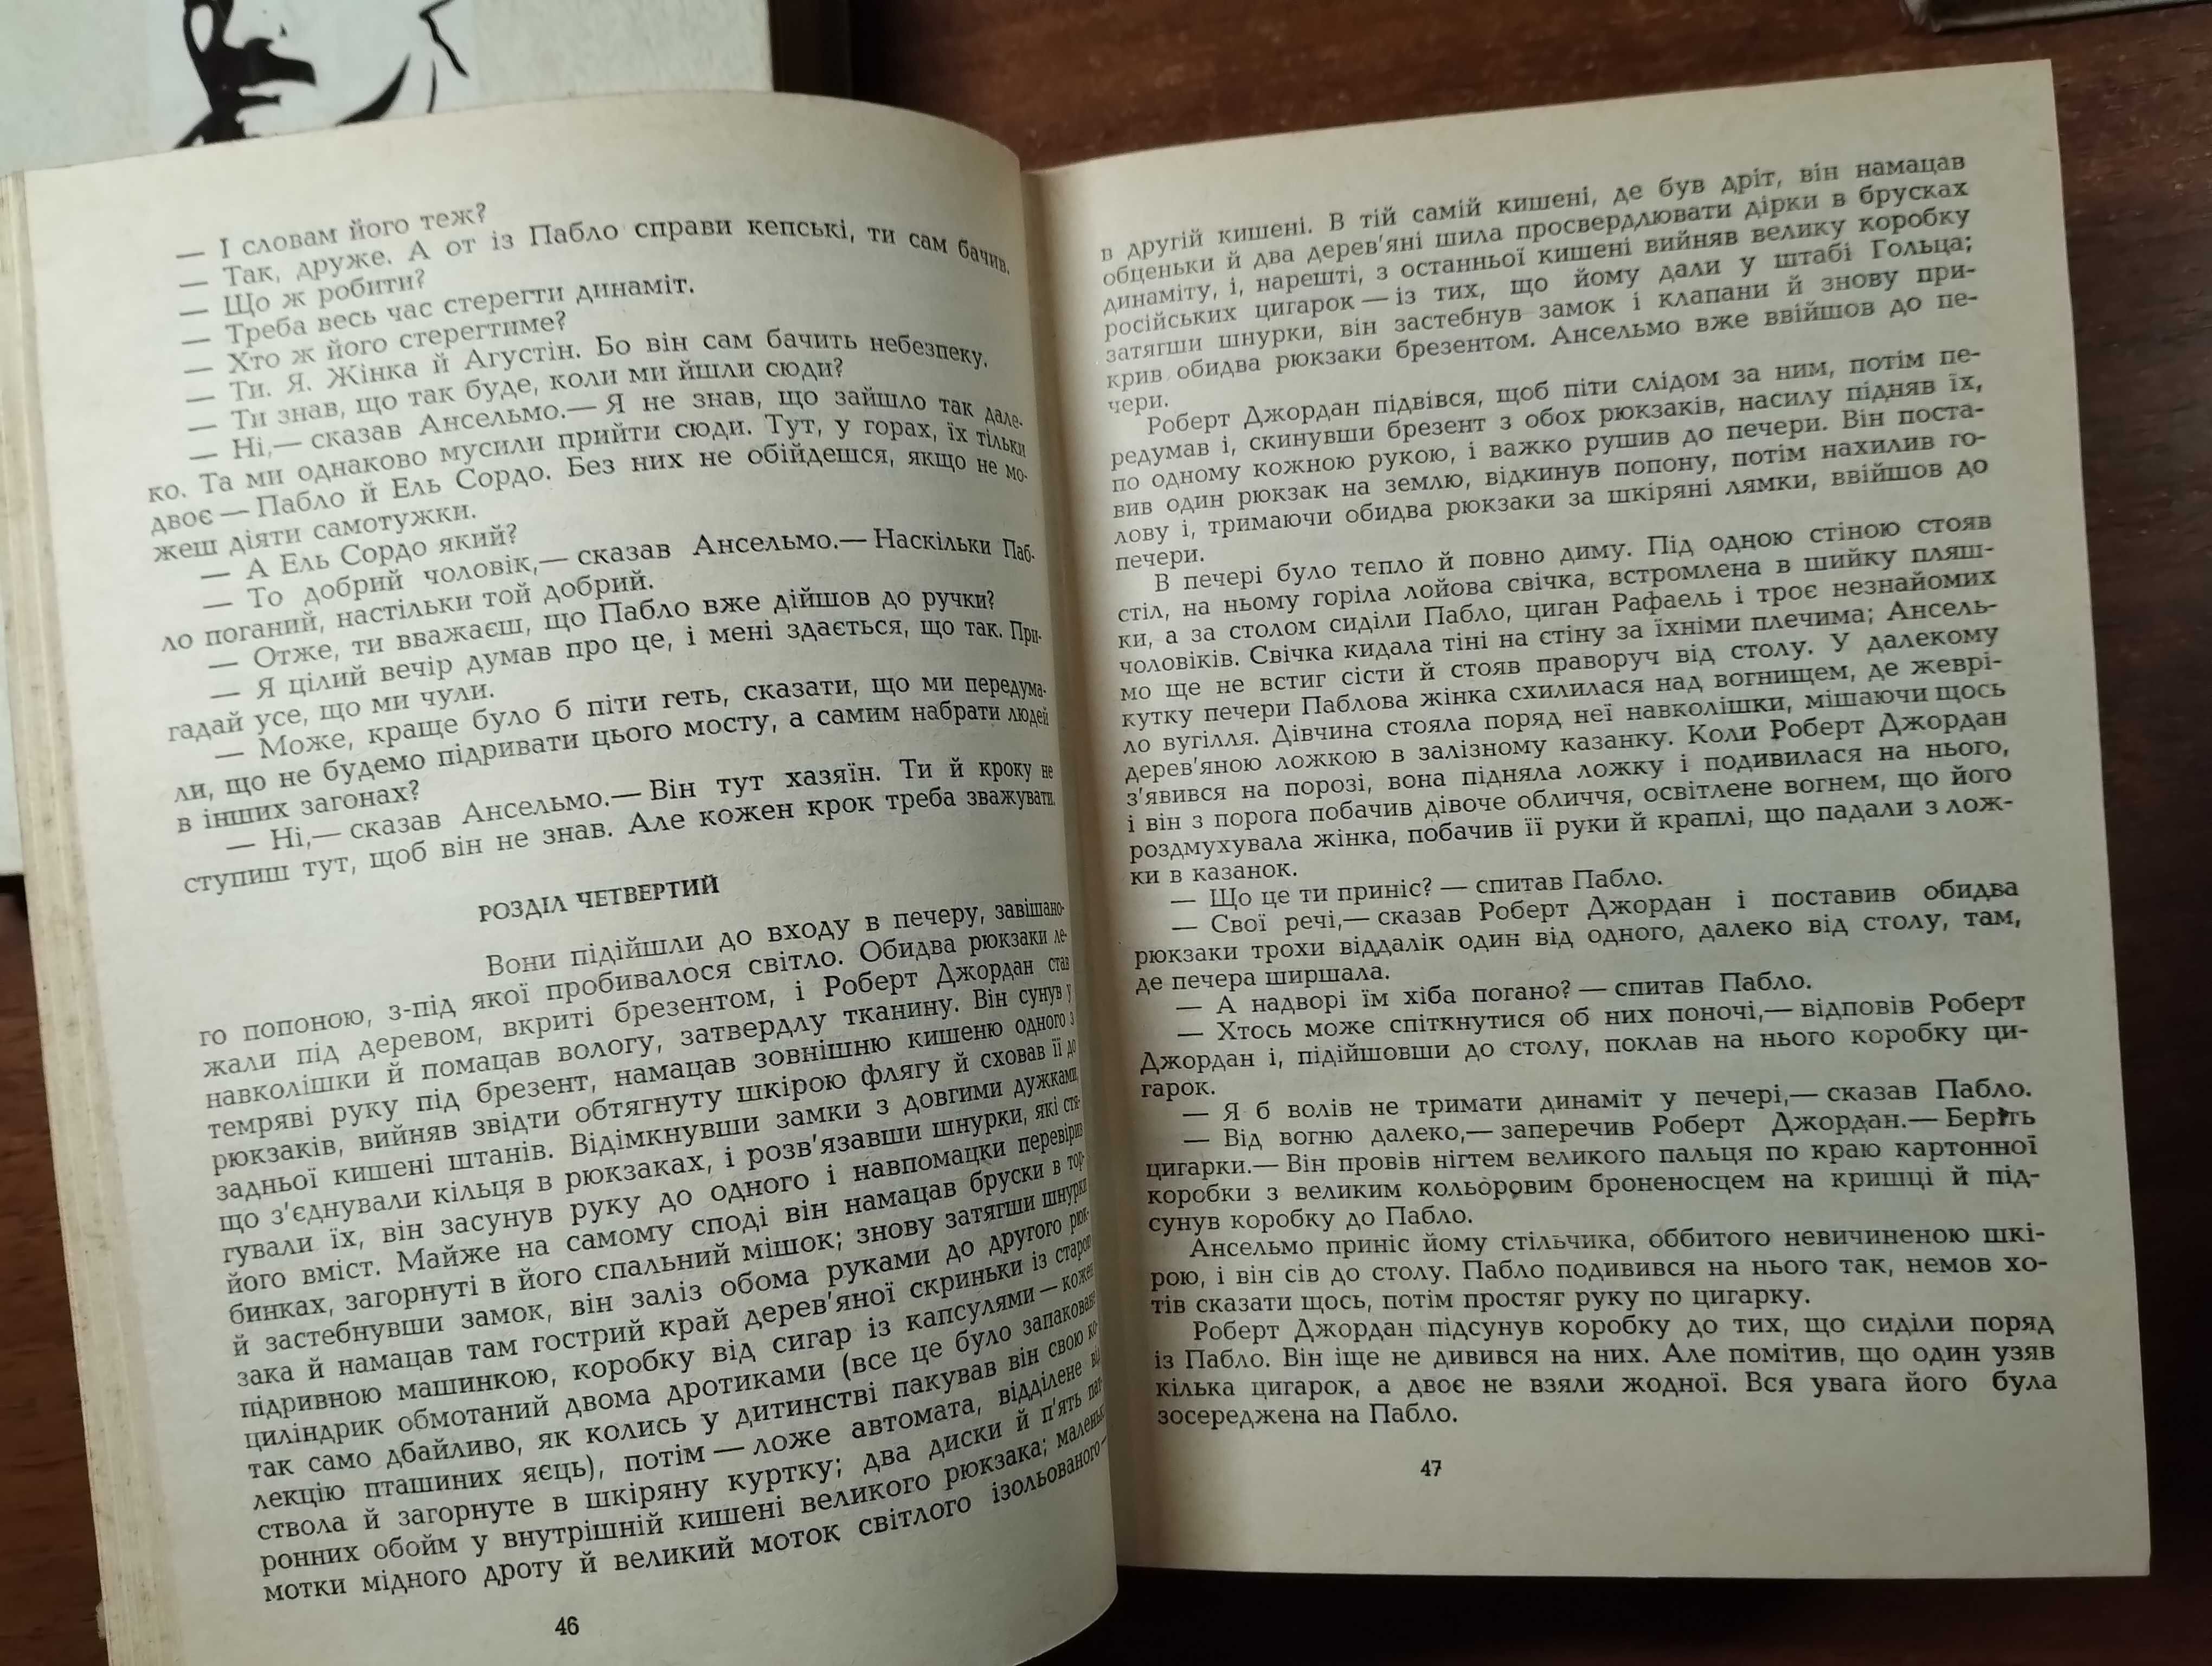 — І словам його теж?
— Так, друже. А от із Пабло справи кепські, ти сам бачив.
— Що ж робити?
— Треба весь час стерегти динаміт.
— Хто ж його стерегтиме?
— Ти. Я. Жінка й Агустін. Бо він сам бачить небезпеку.
— Ти знав, що так буде, коли ми йшли сюди?
— Ні,— сказав Ансельмо.— Я не знав, що зайшло так дале-
ко. Та ми однаково мусили прийти сюди. Тут, у горах, їх тільки
двоє — Пабло й Ель Сордо. Без них не обійдешся, якщо не мо-
жеш діяти самотужки.
— А Ель Сордо який?
— То добрий чоловік,— сказав Ансельмо.— Наскільки Паб-
ло поганий, настільки той добрий.
— Отже, ти вважаєш, що Пабло вже дійшов до ручки?
— Я цілий вечір думав про це, і мені здається, що так. При-
гадай усе, що ми чули.
— Може, краще було б піти геть, сказати, що ми передума-
ли, що не будемо підривати цього мосту, а самим набрати людей
в інших загонах?
— Ні,— сказав Ансельмо.— Він тут хазяїн. Ти й кроку не
ступиш тут, щоб він не знав. Але кожен крок треба зважувати.
РОЗДІЛ ЧЕТВЕРТИЙ
Вони підійшли до входу в печеру, завішано-
го попоною, з-під якої пробивалося світло. Обидва рюкзаки ле-
жали під деревом, вкриті брезентом, і Роберт Джордан став
навколішки й помацав вологу, затвердлу тканину. Він сунув у
темряві руку під брезент, намацав зовнішню кишеню одного з
рюкзаків, вийняв звідти обтягнуту шкірою флягу й сховав її до
задньої кишені штанів. Відімкнувши замки з довгими дужками,
що з'єднували кільця в рюкзаках, і розв'язавши шнурки, які стя-
гували їх, він засунув руку до одного і навпомацки перевірив
його вміст. Майже на самому споді він намацав бруски в тор-
бинках, загорнуті в його спальний мішок; знову затягши шнурки
й застебнувши замок, він заліз обома руками до другого рюк-
зака й намацав там гострий край дерев'яної скриньки із старою
підривною машинкою, коробку від сигар із капсулями — кожен
циліндрик обмотаний двома дротиками (все це було запаковане
так само дбайливо, як колись у дитинстві пакував він свою ко-
лекцію пташиних яєць), потім — ложе автомата, відділене від
ствола й загорнуте в шкіряну куртку; два диски й п'ять пат-
ронних обойм у внутрішній кишені великого рюкзака; маленькі
мотки мідного дроту й великий моток світлого ізольованого —
46
в другій кишені. В тій самій кишені, де був дріт, він намацав
обценьки й два дерев'яні шила просвердлювати дірки в брусках
динаміту, і, нарешті, з останньої кишені вийняв велику коробку
російських цигарок — із тих, що йому дали у штабі Гольца;
затягши шнурки, він застебнув замок і клапани й знову при-
крив обидва рюкзаки брезентом. Ансельмо вже ввійшов до пе-
чери.
Роберт Джордан підвівся, щоб піти слідом за ним, потім пе-
редумав і, скинувши брезент з обох рюкзаків, насилу підняв їх,
по одному кожною рукою, і важко рушив до печери. Він поста-
вив один рюкзак на землю, відкинув попону, потім нахилив го-
лову і, тримаючи обидва рюкзаки за шкіряні лямки, ввійшов до
печери.
В печері було тепло й повно диму. Під одною стіною стояв
стіл, на ньому горіла лойова свічка, встромлена в шийку пляш-
ки, а за столом сиділи Пабло, циган Рафаель і троє незнайомих
чоловіків. Свічка кидала тіні на стіну за їхніми плечима; Ансель-
мо ще не встиг сісти й стояв праворуч від столу. У далекому
кутку печери Паблова жінка схилилася над вогнищем, де жеврі-
ло вугілля. Дівчина стояла поряд неї навколішки, мішаючи щось
дерев'яною ложкою в залізному казанку. Коли Роберт Джордан
з'явився на порозі, вона підняла ложку і подивилася на нього,
і він з порога побачив дівоче обличчя, освітлене вогнем, що його
роздмухувала жінка, побачив її руки й краплі, що падали з лож-
ки в казанок.
— Що це ти приніс? — спитав Пабло.
— Свої речі,— сказав Роберт Джордан і поставив обидва
рюкзаки трохи віддалік один від одного, далеко від столу, там,
де печера ширшала.
— А надворі їм хіба погано? — спитав Пабло.
— Хтось може спіткнутися об них поночі,— відповів Роберт
Джордан і, підійшовши до столу, поклав на нього коробку ци-
гарок.
— Я б волів не тримати динаміт у печері,— сказав Пабло.
— Від вогню далеко,— заперечив Роберт Джордан.— Беріть
цигарки.— Він провів нігтем великого пальця по краю картонної
коробки з великим кольоровим броненосцем на кришці й під-
сунув коробку до Пабло.
Ансельмо приніс йому стільчика, оббитого невичиненою шкі-
рою, і він сів до столу. Пабло подивився на нього так, немов хо-
тів сказати щось, потім простяг руку по цигарку.
Роберт Джордан підсунув коробку до тих, що сиділи поряд
із Пабло. Він іще не дивився на них. Але помітив, що один узяв
кілька цигарок, а двоє не взяли жодної. Вся увага його була
зосереджена на Пабло.
47